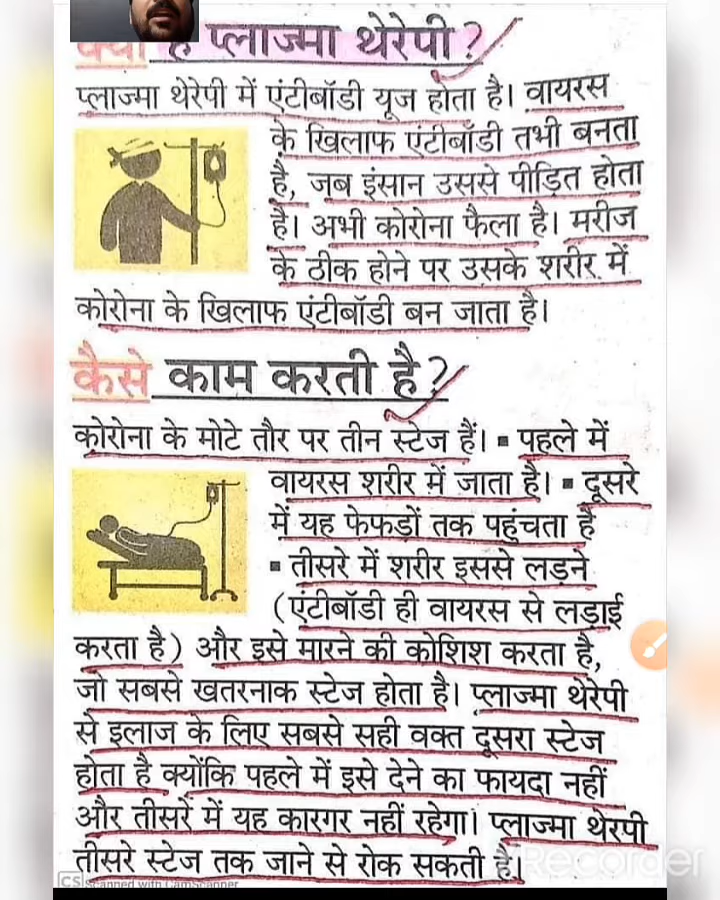 क्या है प्लाज्मा थेरेपी?
प्लाज्मा थेरेपी में एंटीबॉडी यूज होता है। वायरस
के खिलाफ एंटीबॉडी तभी बनता
है, जब इंसान उससे पीड़ित होता
है। अभी कोरोना फैला है। मरीज
के ठीक होने पर उसके शरीर में
कोरोना के खिलाफ एंटीबॉडी बन जाता है।
कैसे काम करती है?
कोरोना के मोटे तौर पर तीन स्टेज हैं। ▪ पहले में
वायरस शरीर में जाता है। ▪ दूसरे
में यह फेफड़ों तक पहुंचता है
▪ तीसरे में शरीर इससे लड़ने
(एंटीबॉडी ही वायरस से लड़ाई
करता है) और इसे मारने की कोशिश करता है,
जो सबसे खतरनाक स्टेज होता है। प्लाज्मा थेरेपी
से इलाज के लिए सबसे सही वक्त दूसरा स्टेज
होता है क्योंकि पहले में इसे देने का फायदा नहीं
और तीसरे में यह कारगर नहीं रहेगा। प्लाज्मा थेरेपी
तीसरे स्टेज तक जाने से रोक सकती है।
Recorder
CS Scanned with CamScanner